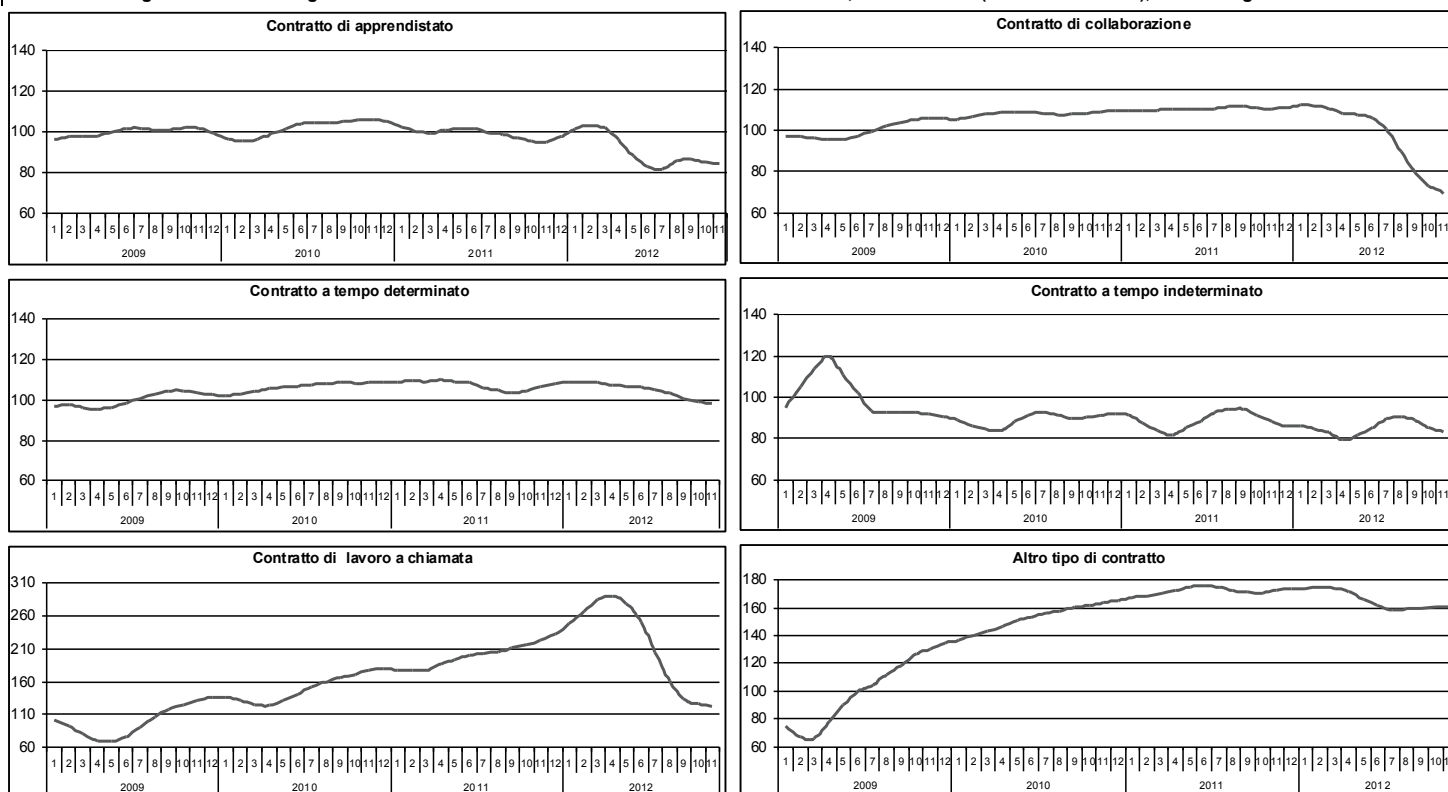 Contratto di apprendistato
140
120
100
80
60
1 2 3 4 5 6 7 8 9 10 11 12 1 2 3 4 5 6 7 8 9 10 11 12 1 2 3 4 5 6 7 8 9 10 11 12 1 2 3 4 5 6 7 8 9 10 11
2009 2010 2011 2012
Contratto di collaborazione
140
120
100
80
60
1 2 3 4 5 6 7 8 9 10 11 12 1 2 3 4 5 6 7 8 9 10 11 12 1 2 3 4 5 6 7 8 9 10 11 12 1 2 3 4 5 6 7 8 9 10 11
2009 2010 2011 2012
Contratto a tempo determinato
140
120
100
80
60
1 2 3 4 5 6 7 8 9 10 11 12 1 2 3 4 5 6 7 8 9 10 11 12 1 2 3 4 5 6 7 8 9 10 11 12 1 2 3 4 5 6 7 8 9 10 11
2009 2010 2011 2012
Contratto a tempo indeterminato
140
120
100
80
60
1 2 3 4 5 6 7 8 9 10 11 12 1 2 3 4 5 6 7 8 9 10 11 12 1 2 3 4 5 6 7 8 9 10 11 12 1 2 3 4 5 6 7 8 9 10 11
2009 2010 2011 2012
Contratto di lavoro a chiamata
310
260
210
160
110
60
1 2 3 4 5 6 7 8 9 10 11 12 1 2 3 4 5 6 7 8 9 10 11 12 1 2 3 4 5 6 7 8 9 10 11 12 1 2 3 4 5 6 7 8 9 10 11
2009 2010 2011 2012
Altro tipo di contratto
180
160
140
120
100
80
60
1 2 3 4 5 6 7 8 9 10 11 12 1 2 3 4 5 6 7 8 9 10 11 12 1 2 3 4 5 6 7 8 9 10 11 12 1 2 3 4 5 6 7 8 9 10
2009 2010 2011 2012